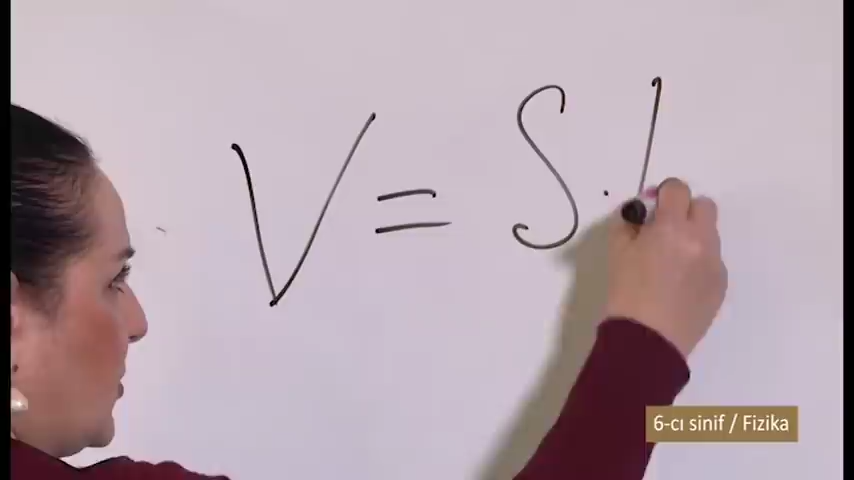 V = S ·
6-cı sinif / Fizika